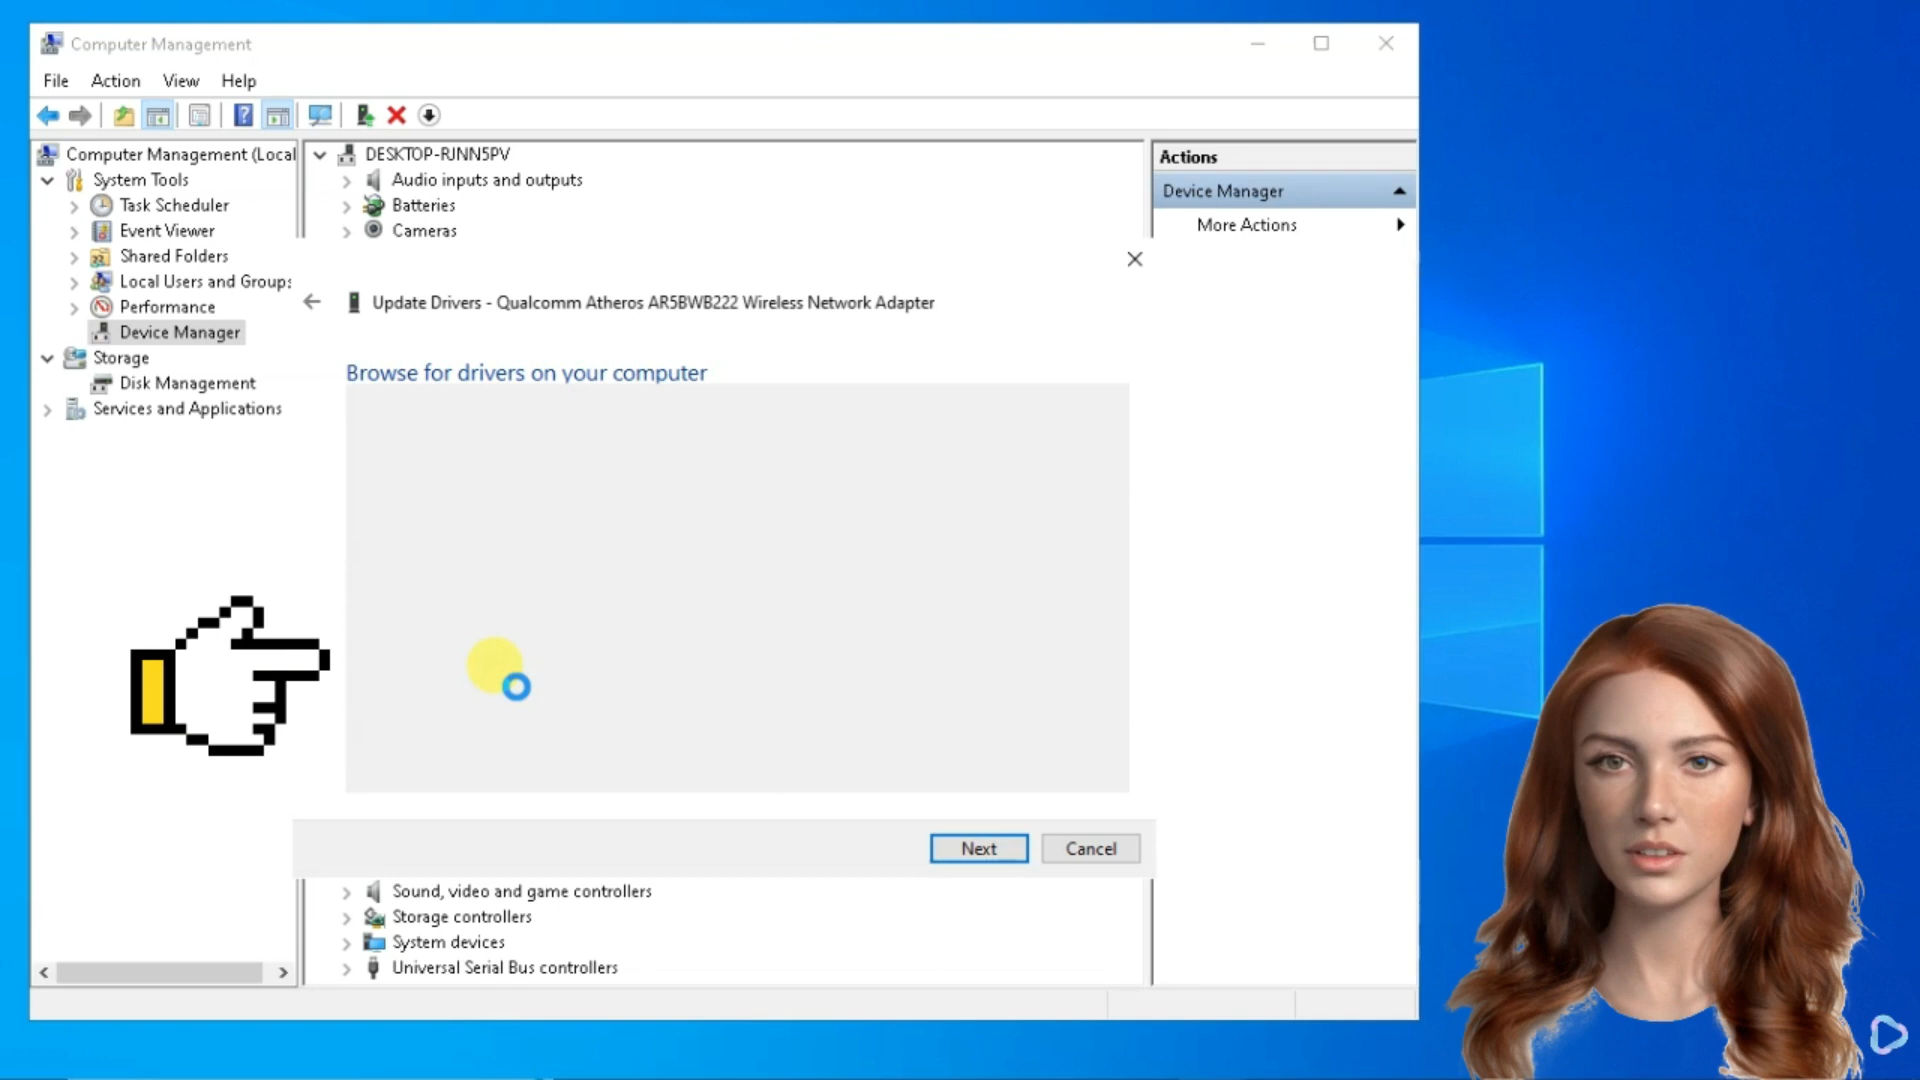 Computer Management
File Action View Help
Computer Management (Local
System Tools
Task Scheduler
Event Viewer
Shared Folders
Local Users and Groups
Performance
Device Manager
Storage
Disk Management
Services and Applications
DESKTOP-RJNN5PV
Audio inputs and outputs
Batteries
Cameras
Update Drivers - Qualcomm Atheros AR5BWB222 Wireless Network Adapter
Browse for drivers on your computer
Next Cancel
Sound, video and game controllers
Storage controllers
System devices
Universal Serial Bus controllers
Actions
Device Manager
More Actions